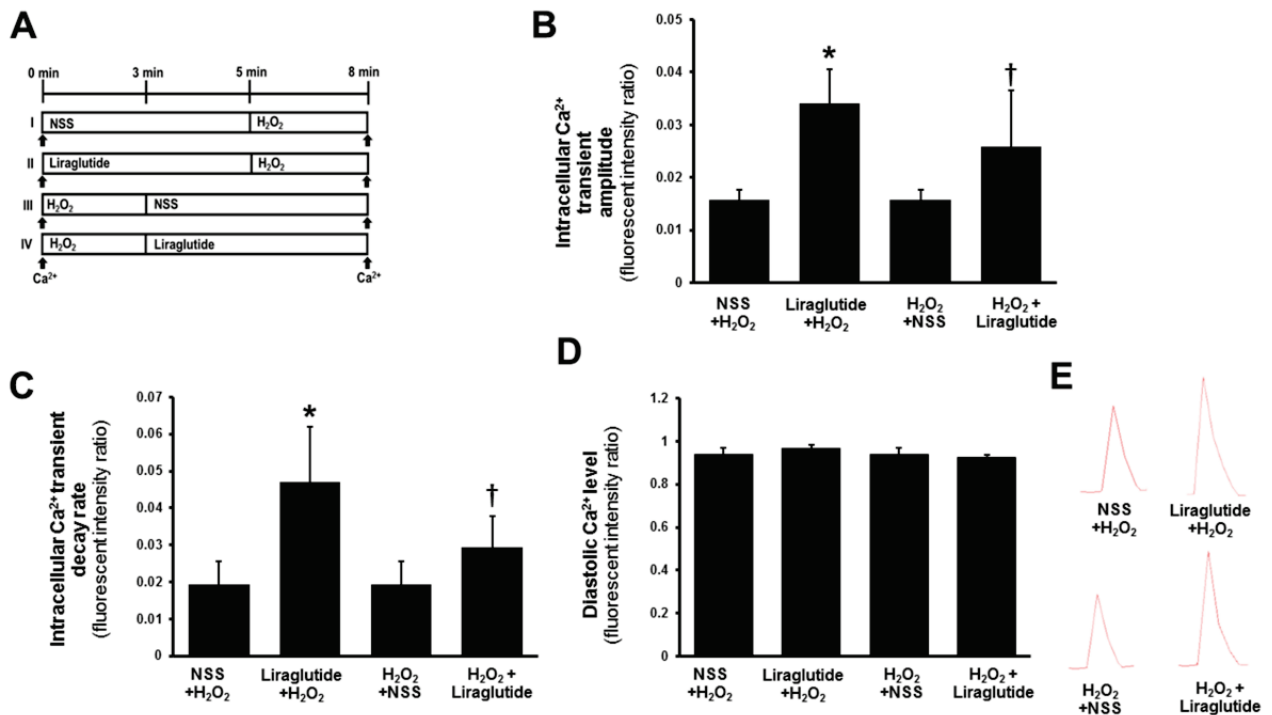 A
0 min 3 min 5 min 8 min
I NSS H₂O₂
II Liraglutide H₂O₂
III H₂O₂ NSS
IV H₂O₂ Liraglutide
Ca²⁺ Ca²⁺
B
Intracellular Ca²⁺
transient
amplitude
(fluorescent intensity ratio)
0.05
0.04
0.03
0.02
0.01
0
*
†
NSS
+H₂O₂
Liraglutide
+H₂O₂
H₂O₂
+NSS
H₂O₂ +
Liraglutide
C
Intracellular Ca²⁺ transient
decay rate
(fluorescent intensity ratio)
0.07
0.06
0.05
0.04
0.03
0.02
0.01
0
*
†
NSS
+H₂O₂
Liraglutide
+H₂O₂
H₂O₂
+NSS
H₂O₂ +
Liraglutide
D
Diastolic Ca²⁺ level
(fluorescent intensity ratio)
1.2
1
0.8
0.6
0.4
0.2
0
NSS
+H₂O₂
Liraglutide
+H₂O₂
H₂O₂
+NSS
H₂O₂ +
Liraglutide
E
NSS
+H₂O₂
Liraglutide
+H₂O₂
H₂O₂
+NSS
H₂O₂ +
Liraglutide